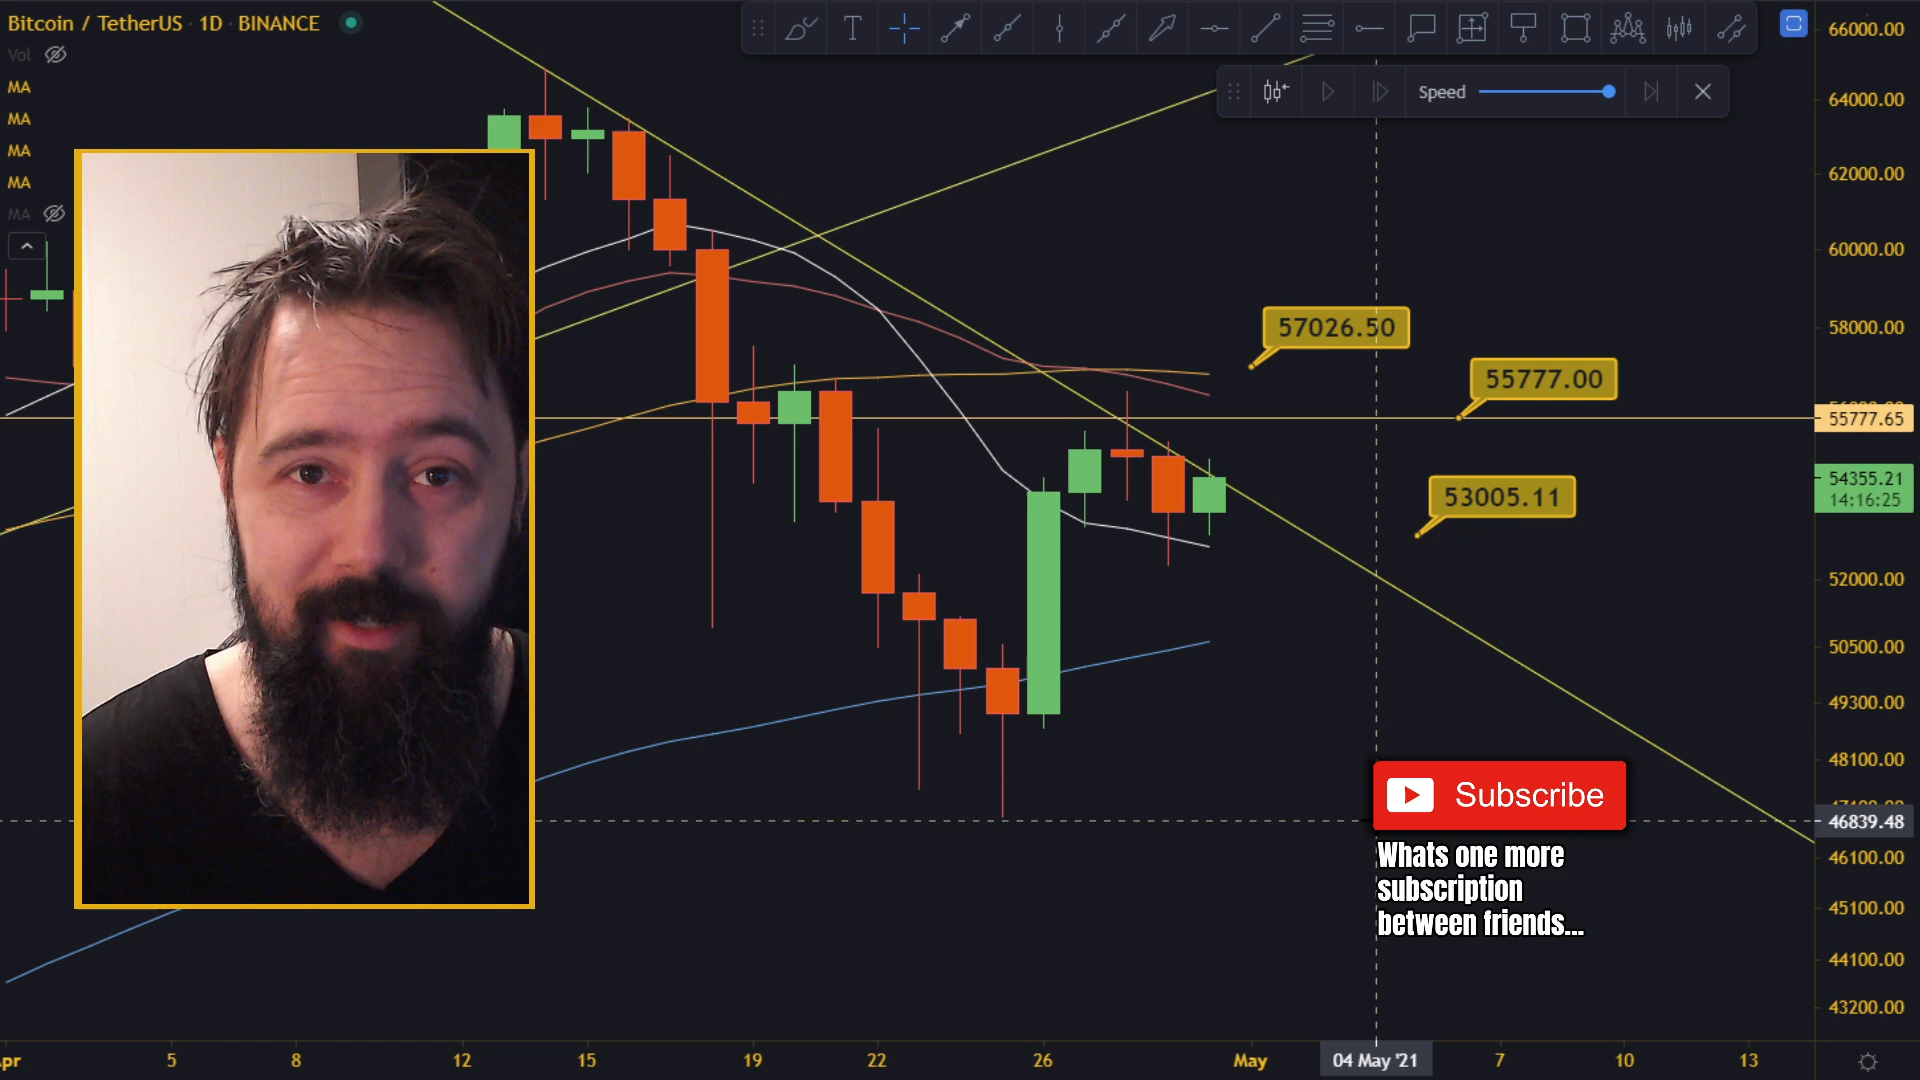 Bitcoin / TetherUS · 1D · BINANCE
Vol
MA
MA
MA
MA
MA
Speed
66000.00
64000.00
62000.00
60000.00
58000.00
57026.50
55777.00
55777.65
54355.21
14:16:25
53005.11
52000.00
50500.00
49300.00
48100.00
46839.48
46100.00
45100.00
44100.00
43200.00
Subscribe
Whats one more
subscription
between friends...
Apr
5
8
12
15
19
22
26
May
04 May '21
7
10
13